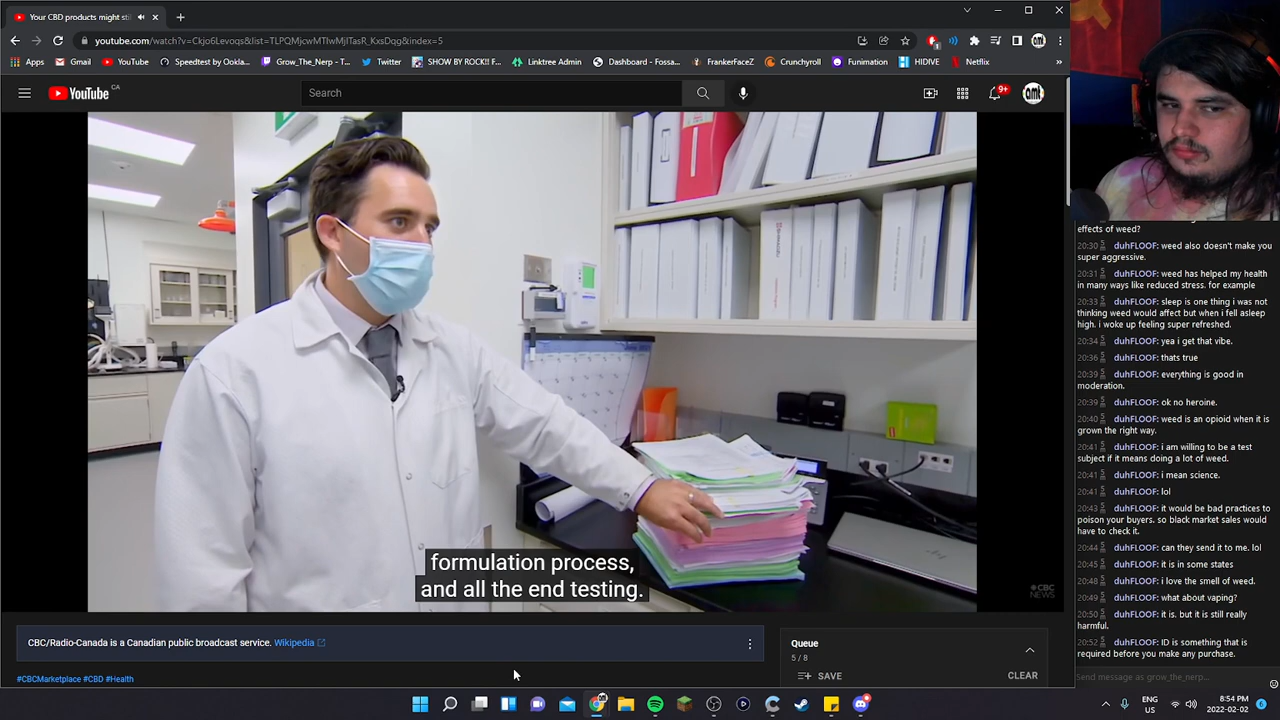 Your CBD products might sti
youtube.com/watch?v=Ckjo6Levoqs&list=TLPQMjcwMTIwMjITasR_KxsDqg&index=5
Apps Gmail YouTube Speedtest by Ookla... Grow_The_Nerp - T... Twitter SHOW BY ROCK!! F... Linktree Admin Dashboard - Fossa... FrankerFaceZ Crunchyroll Funimation HIDIVE Netflix
YouTube CA
Search
9+
amt
formulation process,
and all the end testing.
CBC
NEWS
CBC/Radio-Canada is a Canadian public broadcast service. Wikipedia
#CBCMarketplace #CBD #Health
Queue
5 / 8
SAVE CLEAR
effects of weed?
20:30 duhFLOOF: weed also doesn't make you
super aggressive.
20:31 duhFLOOF: weed has helped my health
in many ways like reduced stress. for example
20:33 duhFLOOF: sleep is one thing i was not
thinking weed would affect but when i fell asleep
high. i woke up feeling super refreshed.
20:34 duhFLOOF: yea i get that vibe.
20:36 duhFLOOF: thats true
20:39 duhFLOOF: everything is good in
moderation.
20:39 duhFLOOF: ok no heroine.
20:40 duhFLOOF: weed is an opioid when it is
grown the right way.
20:41 duhFLOOF: i am willing to be a test
subject if it means doing a lot of weed.
20:41 duhFLOOF: i mean science.
20:41 duhFLOOF: lol
20:43 duhFLOOF: it would be bad practices to
poison your buyers. so black market sales would
have to check it.
20:44 duhFLOOF: can they send it to me. lol
20:45 duhFLOOF: it is in some states
20:48 duhFLOOF: i love the smell of weed.
20:49 duhFLOOF: what about vaping?
20:50 duhFLOOF: it is. but it is still really
harmful.
20:52 duhFLOOF: ID is something that is
required before you make any purchase.
Send message as grow_the_nerp...
ENG
US
8:54 PM
2022-02-02
6